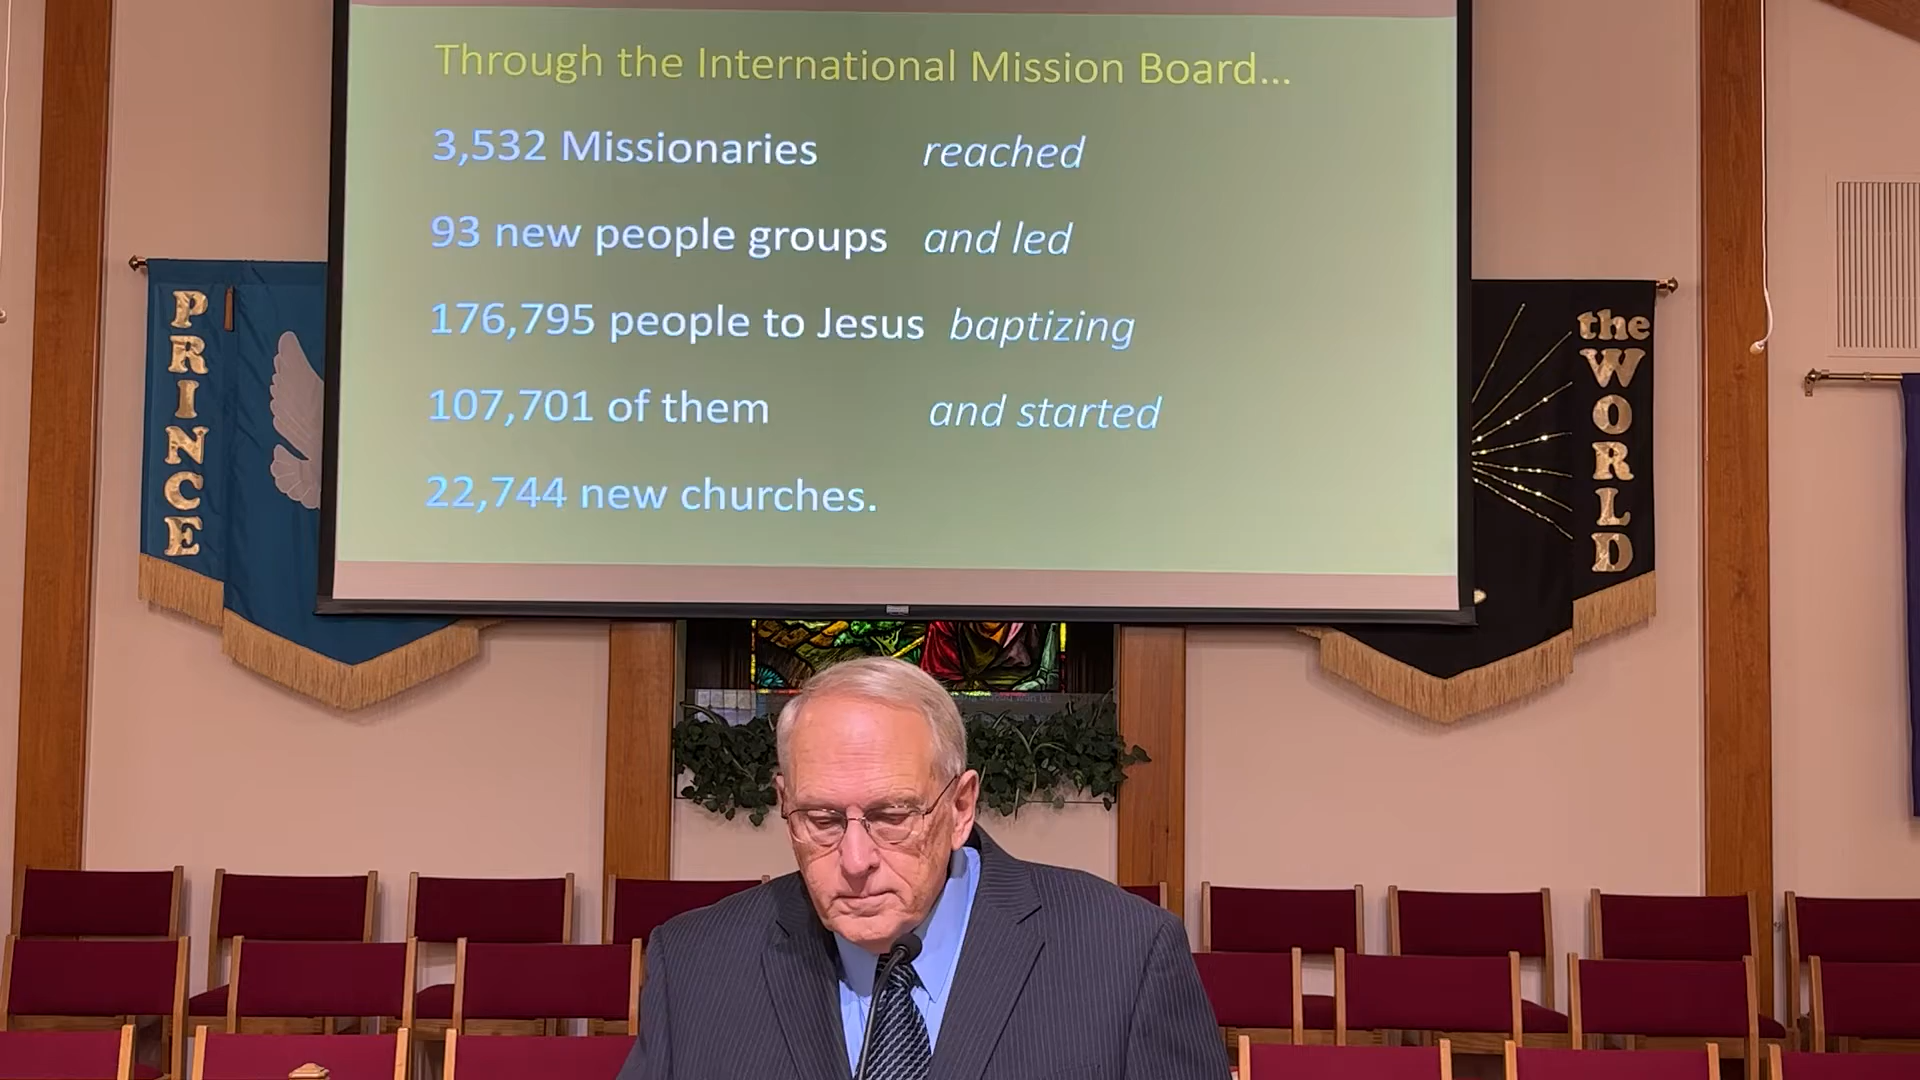 Through the International Mission Board...
3,532 Missionaries reached
93 new people groups and led
176,795 people to Jesus baptizing
107,701 of them and started
22,744 new churches.
PRINCE
the
WORLD